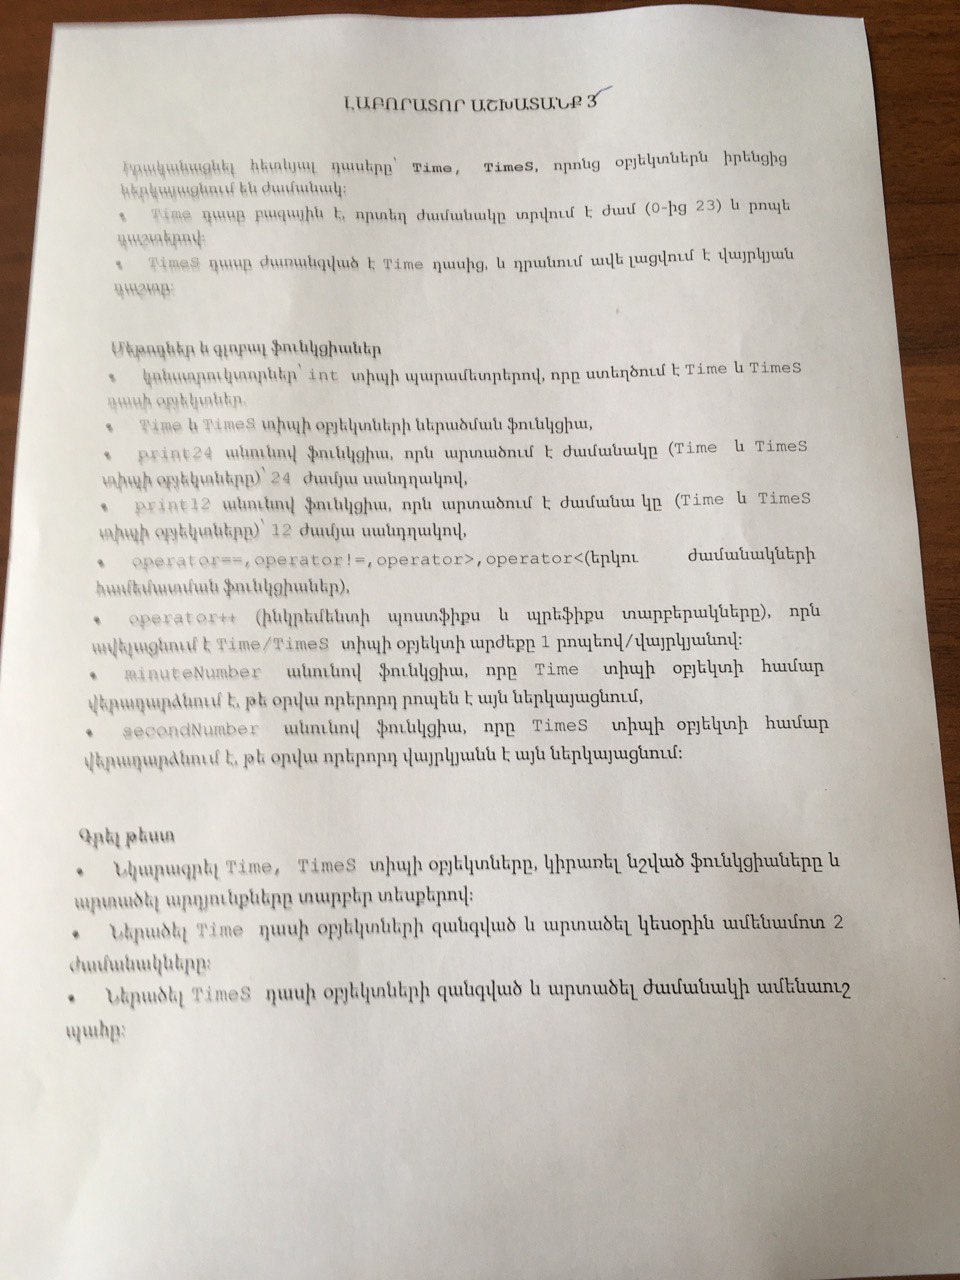 ԼԱԲՈՐԱՏՈՐ ԱՇԽԱՏԱՆՔ 3
Իրականացնել հետևյալ դասերը՝ Time, TimeS, որոնց օբյեկտներն իրենցից
ներկայացնում են ժամանակ:
• Time դասը բազային է, որտեղ ժամանակը տրվում է ժամ (0-ից 23) և րոպե
դաշտերով:
• TimeS դասը ժառանգված է Time դասից, և դրանում ավե լացվում է վայրկյան
դաշտը:
Մեթոդներ և գլոբալ ֆունկցիաներ
• կոնստրուկտորներ՝ int տիպի պարամետրերով, որը ստեղծում է Time և TimeS
դասի օբյեկտներ,
• Time և TimeS տիպի օբյեկտների ներածման ֆունկցիա,
• print24 անունով ֆունկցիա, որն արտածում է ժամանակը (Time և TimeS
տիպի օբյեկտները)՝ 24 ժամյա սանդղակով,
• print12 անունով ֆունկցիա, որն արտածում է ժամանա կը (Time և TimeS
տիպի օբյեկտները)՝ 12 ժամյա սանդղակով,
• operator==,operator!=,operator>,operator<(երկու ժամանակների
համեմատման ֆունկցիաներ),
• operator++ (ինկրեմենտի պոստֆիքս և պրեֆիքս տարբերակները), որն
ավելացնում է Time/TimeS տիպի օբյեկտի արժեքը 1 րոպեով/վայրկյանով:
• minuteNumber անունով ֆունկցիա, որը Time տիպի օբյեկտի համար
վերադարձնում է, թե օրվա որերորդ րոպեն է այն ներկայացնում,
• secondNumber անունով ֆունկցիա, որը TimeS տիպի օբյեկտի համար
վերադարձնում է, թե օրվա որերորդ վայրկյանն է այն ներկայացնում:
Գրել թեստ
• Նկարագրել Time, TimeS տիպի օբյեկտները, կիրառել նշված ֆունկցիաները և
արտածել արդյունքները տարբեր տեսքերով:
• Ներածել Time դասի օբյեկտների զանգված և արտածել կեսօրին ամենամոտ 2
ժամանակները:
• Ներածել TimeS դասի օբյեկտների զանգված և արտածել ժամանակի ամենաուշ
պահը: